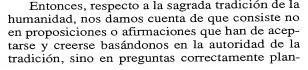 Entonces, respecto a la sagrada tradición de la
humanidad, nos damos cuenta de que consiste no
en proposiciones o afirmaciones que han de acep-
tarse y creerse basándonos en la autoridad de la
tradición, sino en preguntas correctamente plan-